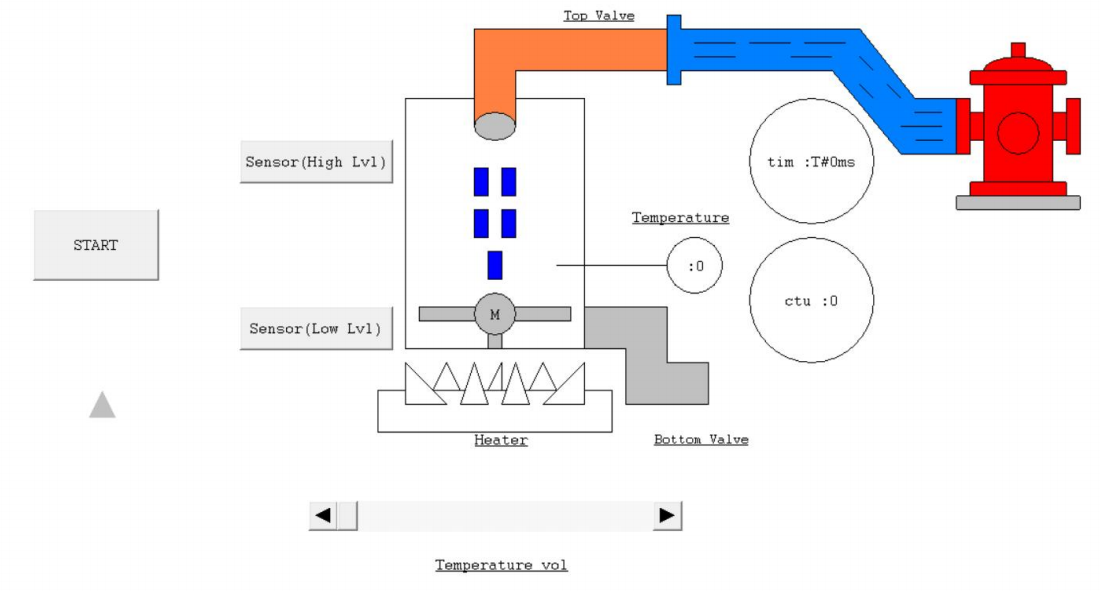 Top Valve
Sensor(High Lvl)
tim :T#0ms
Temperature
START
:0
ctu :0
M
Sensor(Low Lvl)
Heater
Bottom Valve
Temperature vol